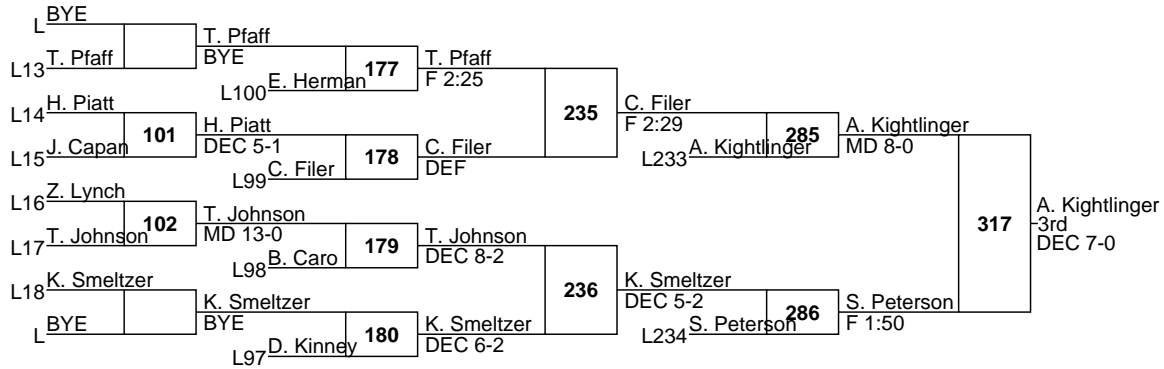 BYE
L
T. Pfaff
BYE
L13 T. Pfaff
177
T. Pfaff
F 2:25
L100 E. Herman
235
C. Filer
F 2:29
L14 H. Piatt
101
H. Piatt
DEC 5-1
L15 J. Capan
178
C. Filer
DEF
L99 C. Filer
285
A. Kightlinger
MD 8-0
L233 A. Kightlinger
L16 Z. Lynch
102
T. Johnson
MD 13-0
L17 T. Johnson
179
T. Johnson
DEC 8-2
L98 B. Caro
317
A. Kightlinger
3rd
DEC 7-0
236
K. Smeltzer
DEC 5-2
L18 K. Smeltzer
K. Smeltzer
BYE
L BYE
180
K. Smeltzer
DEC 6-2
L97 D. Kinney
286
S. Peterson
F 1:50
L234 S. Peterson